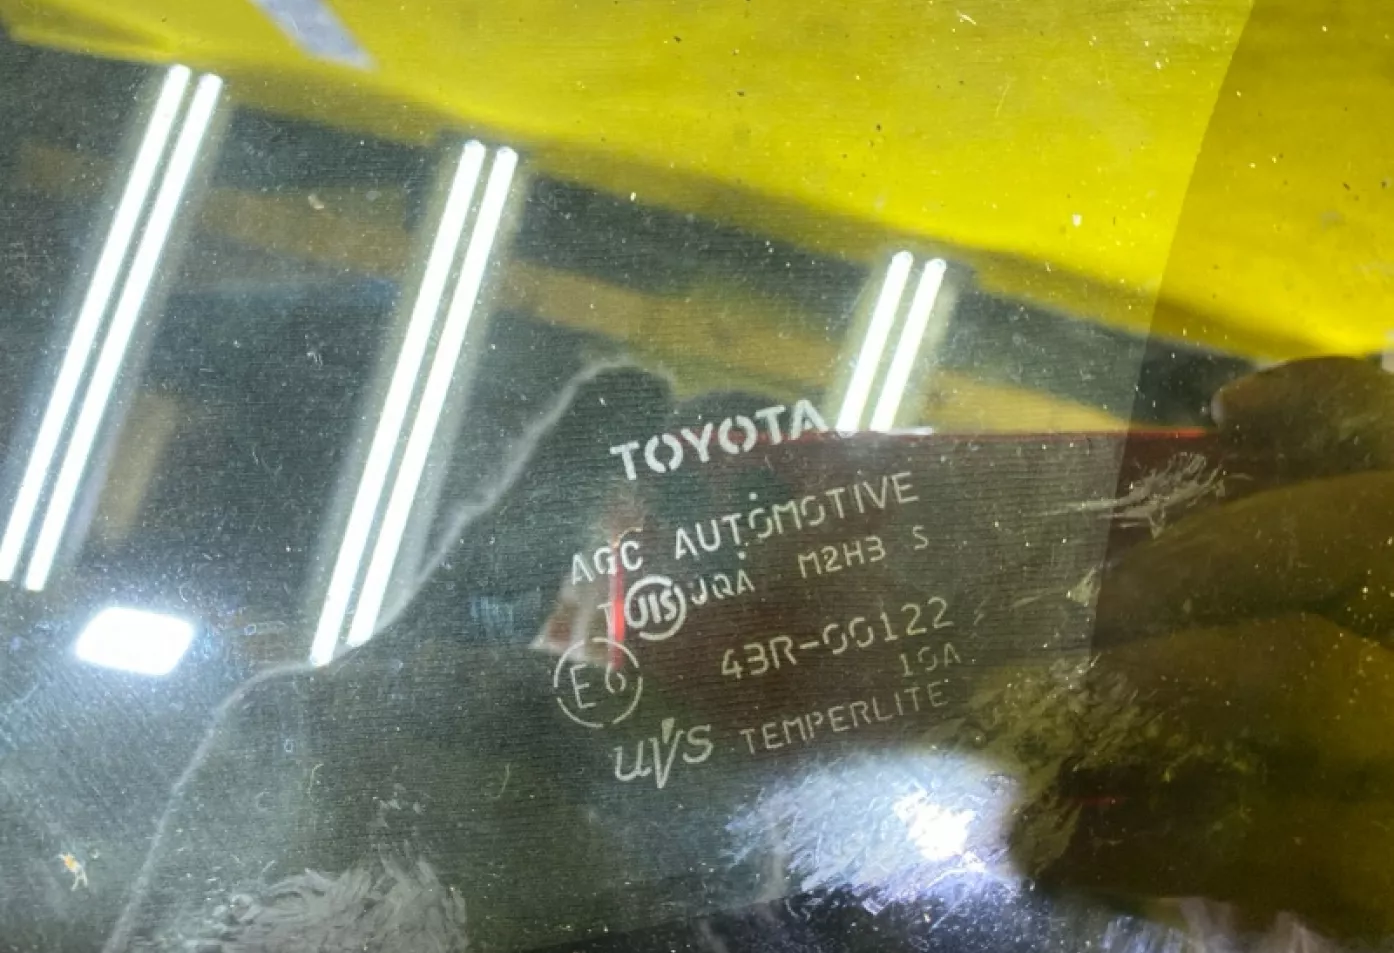 TOYOTA
AGC AUTOMOTIVE
T JIS JQA M2H3 S
E6 43R-00122
10A
UVS TEMPERLITE